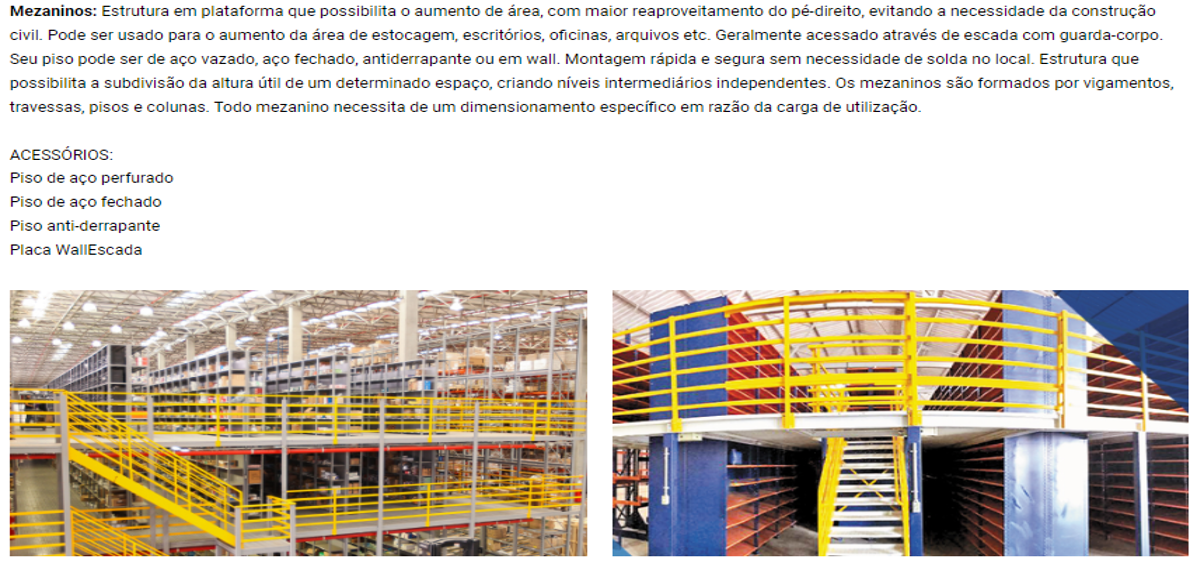 Mezaninos: Estrutura em plataforma que possibilita o aumento de área, com maior reaproveitamento do pé-direito, evitando a necessidade da construção
civil. Pode ser usado para o aumento da área de estocagem, escritórios, oficinas, arquivos etc. Geralmente acessado através de escada com guarda-corpo.
Seu piso pode ser de aço vazado, aço fechado, antiderrapante ou em wall. Montagem rápida e segura sem necessidade de solda no local. Estrutura que
possibilita a subdivisão da altura útil de um determinado espaço, criando níveis intermediários independentes. Os mezaninos são formados por vigamentos,
travessas, pisos e colunas. Todo mezanino necessita de um dimensionamento específico em razão da carga de utilização.
ACESSÓRIOS:
Piso de aço perfurado
Piso de aço fechado
Piso anti-derrapante
Placa WallEscada